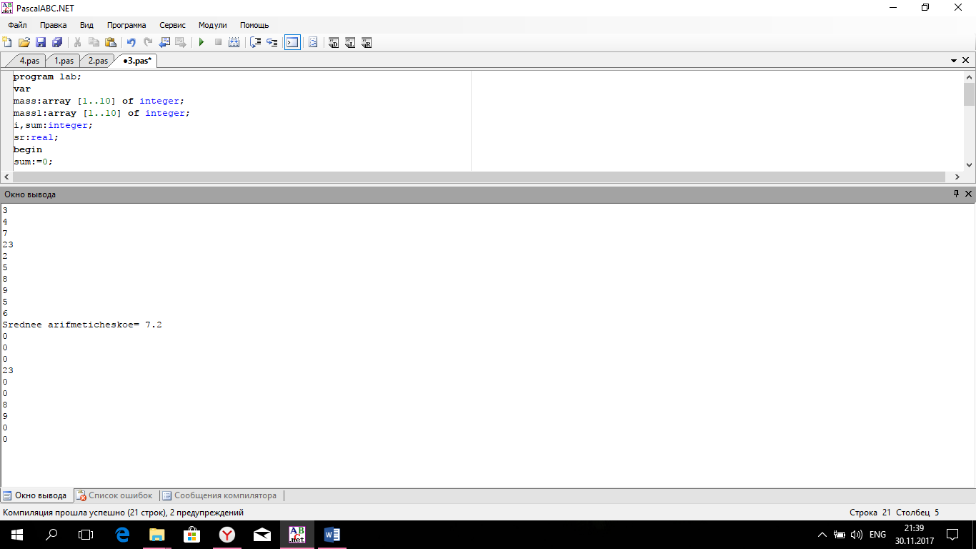 PascalABC.NET
Файл Правка Вид Программа Сервис Модули Помощь
4.pas 1.pas 2.pas •3.pas*
program lab;
var
mass:array [1..10] of integer;
mass1:array [1..10] of integer;
i,sum:integer;
sr:real;
begin
sum:=0;
Окно вывода
3
4
7
23
2
5
8
9
5
6
Srednee arifmeticheskoe= 7.2
0
0
0
23
0
0
8
9
0
0
Окно вывода Список ошибок Сообщения компилятора
Компиляция прошла успешно (21 строк), 2 предупреждений Строка 21 Столбец 5
ENG 21:39
30.11.2017